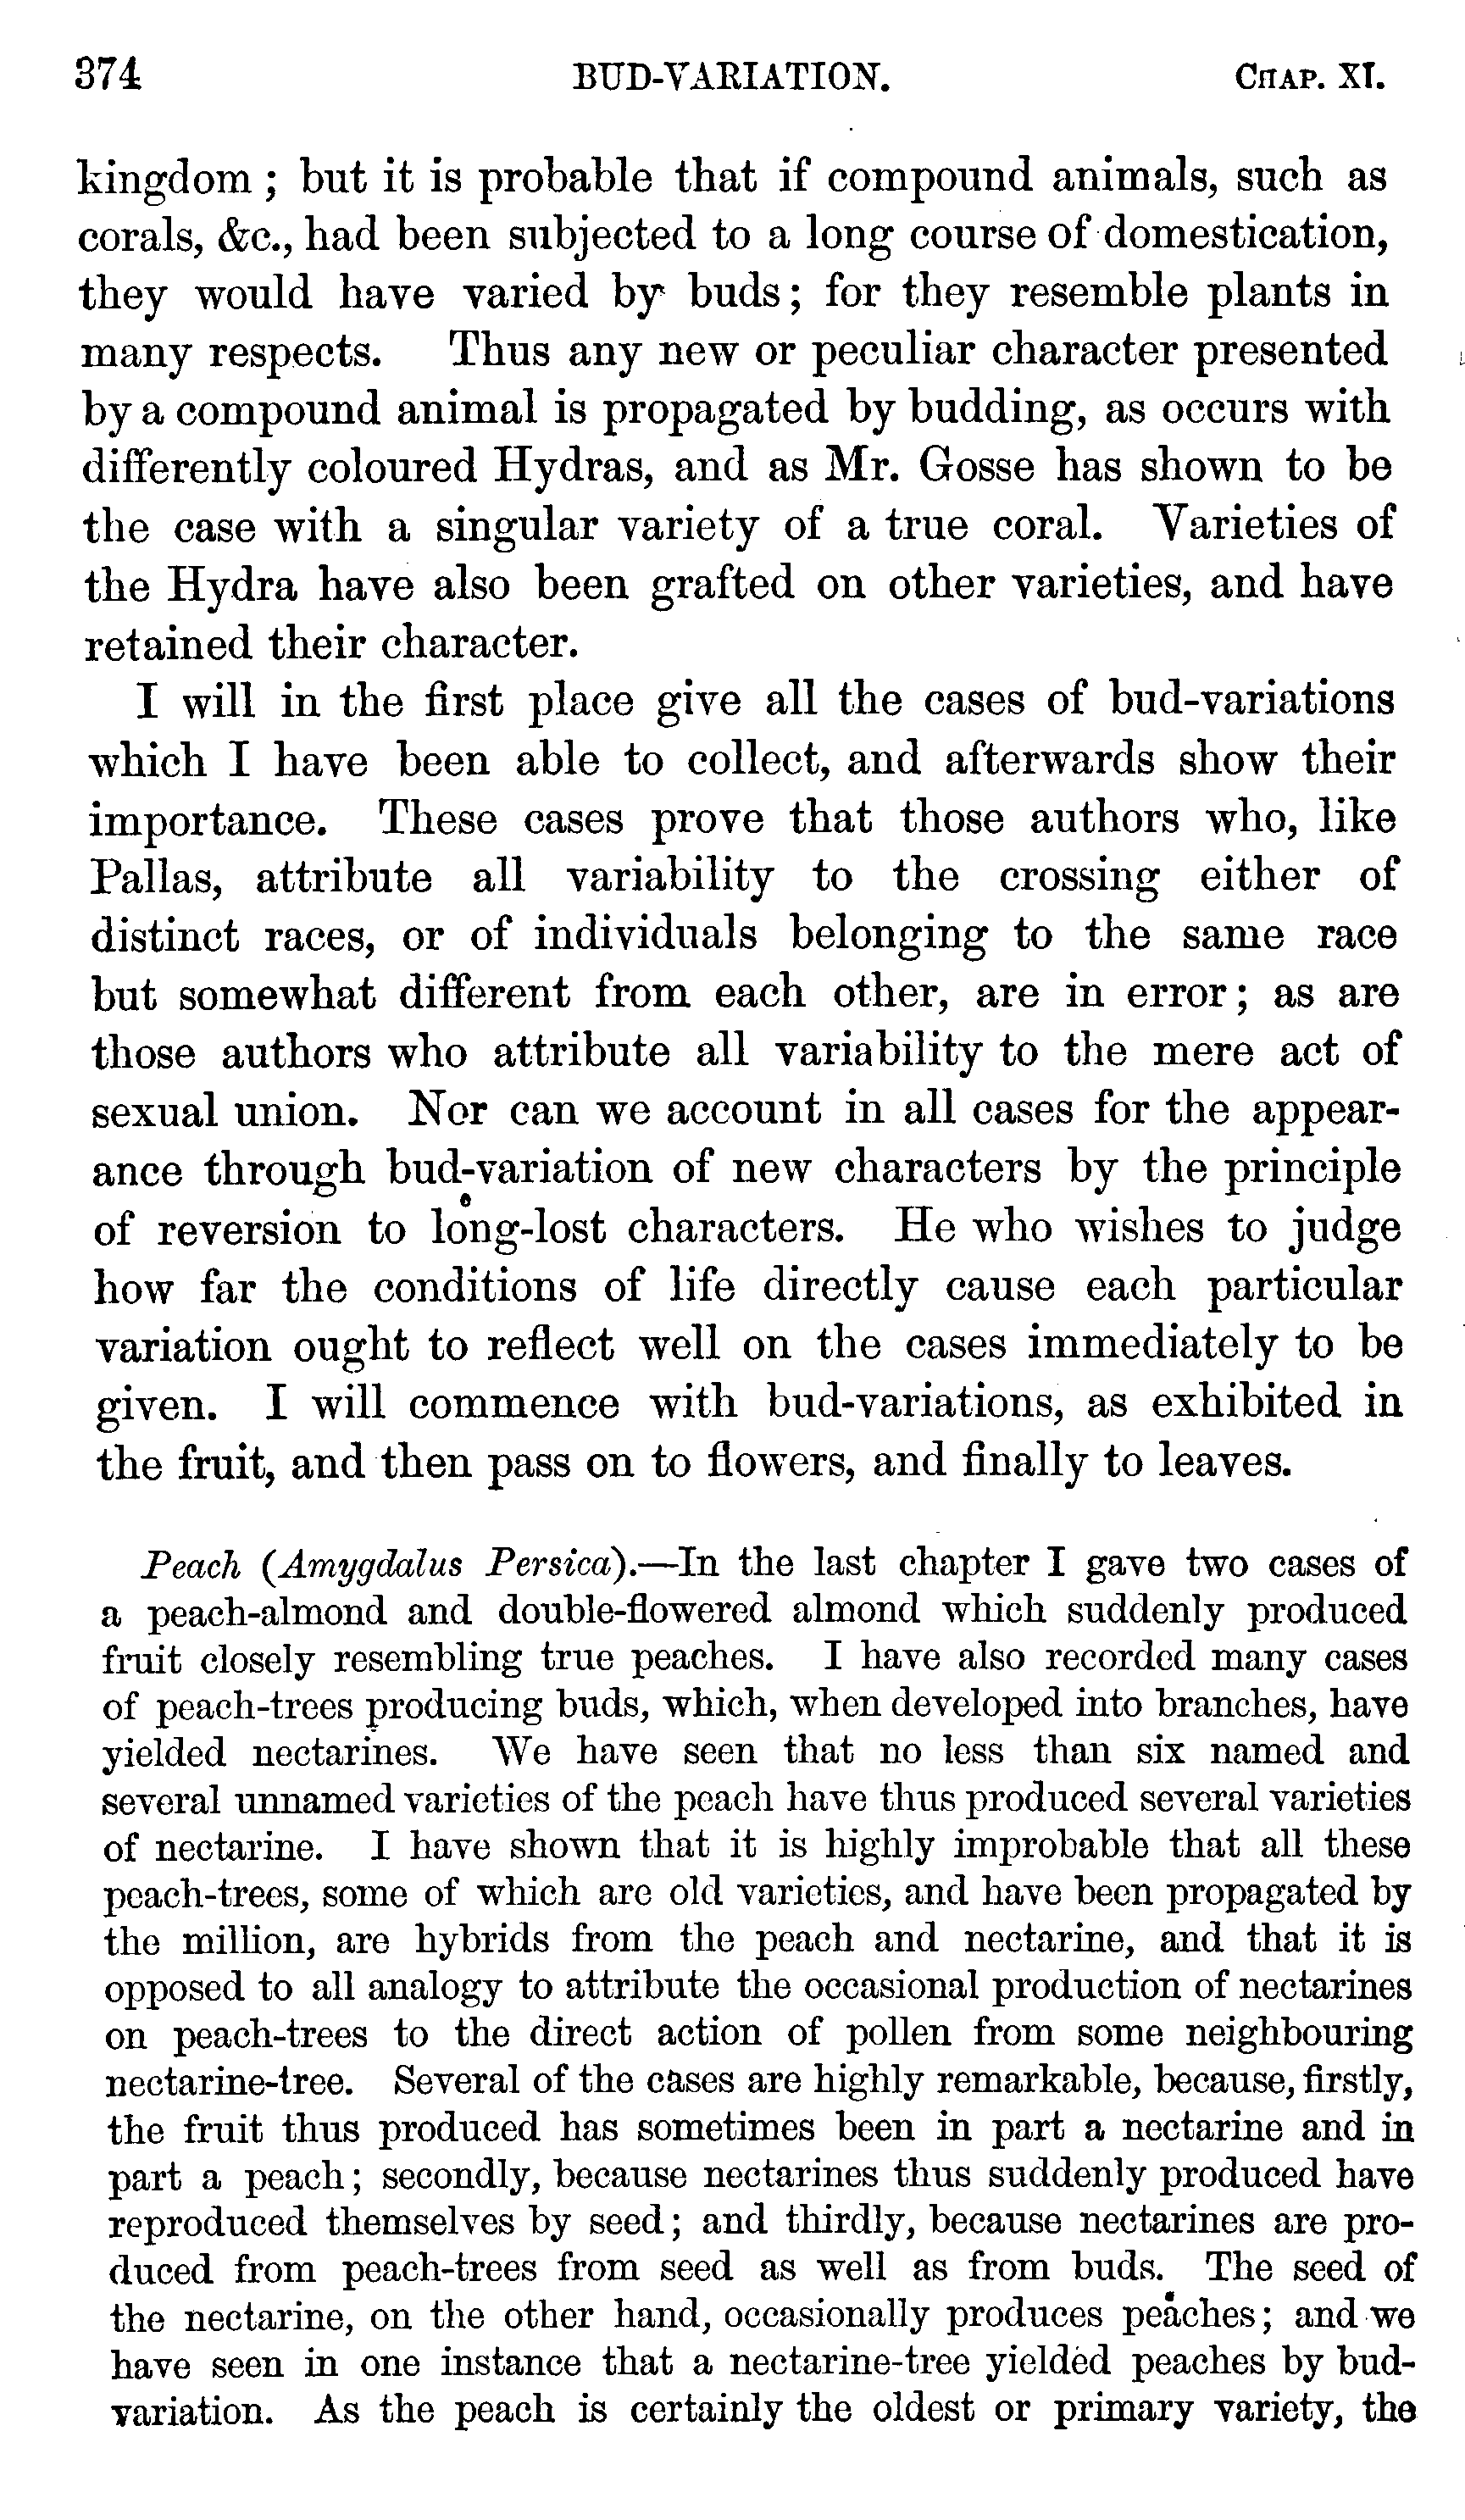 374 BUD-VARIATION. CHAP. XI.
kingdom; but it is probable that if compound animals, such as
corals, &c., had been subjected to a long course of domestication,
they would have varied by buds; for they resemble plants in
many respects. Thus any new or peculiar character presented
by a compound animal is propagated by budding, as occurs with
differently coloured Hydras, and as Mr. Gosse has shown to be
the case with a singular variety of a true coral. Varieties of
the Hydra have also been grafted on other varieties, and have
retained their character.
I will in the first place give all the cases of bud-variations
which I have been able to collect, and afterwards show their
importance. These cases prove that those authors who, like
Pallas, attribute all variability to the crossing either of
distinct races, or of individuals belonging to the same race
but somewhat different from each other, are in error; as are
those authors who attribute all variability to the mere act of
sexual union. Nor can we account in all cases for the appear-
ance through bud-variation of new characters by the principle
of reversion to long-lost characters. He who wishes to judge
how far the conditions of life directly cause each particular
variation ought to reflect well on the cases immediately to be
given. I will commence with bud-variations, as exhibited in
the fruit, and then pass on to flowers, and finally to leaves.
Peach (Amygdalus Persica).—In the last chapter I gave two cases of
a peach-almond and double-flowered almond which suddenly produced
fruit closely resembling true peaches. I have also recorded many cases
of peach-trees producing buds, which, when developed into branches, have
yielded nectarines. We have seen that no less than six named and
several unnamed varieties of the peach have thus produced several varieties
of nectarine. I have shown that it is highly improbable that all these
peach-trees, some of which are old varieties, and have been propagated by
the million, are hybrids from the peach and nectarine, and that it is
opposed to all analogy to attribute the occasional production of nectarines
on peach-trees to the direct action of pollen from some neighbouring
nectarine-tree. Several of the cases are highly remarkable, because, firstly,
the fruit thus produced has sometimes been in part a nectarine and in
part a peach; secondly, because nectarines thus suddenly produced have
reproduced themselves by seed; and thirdly, because nectarines are pro-
duced from peach-trees from seed as well as from buds. The seed of
the nectarine, on the other hand, occasionally produces peaches; and we
have seen in one instance that a nectarine-tree yielded peaches by bud-
variation. As the peach is certainly the oldest or primary variety, the